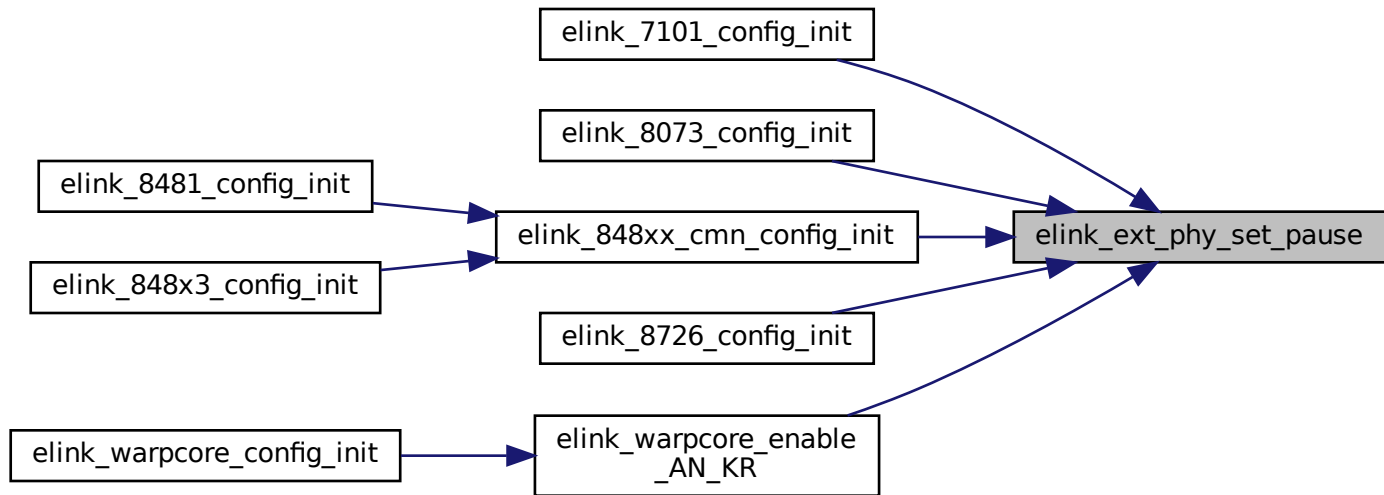 elink_7101_config_init
elink_8073_config_init
elink_8481_config_init
elink_848xx_cmn_config_init
elink_ext_phy_set_pause
elink_848x3_config_init
elink_8726_config_init
elink_warpcore_config_init
elink_warpcore_enable
_AN_KR